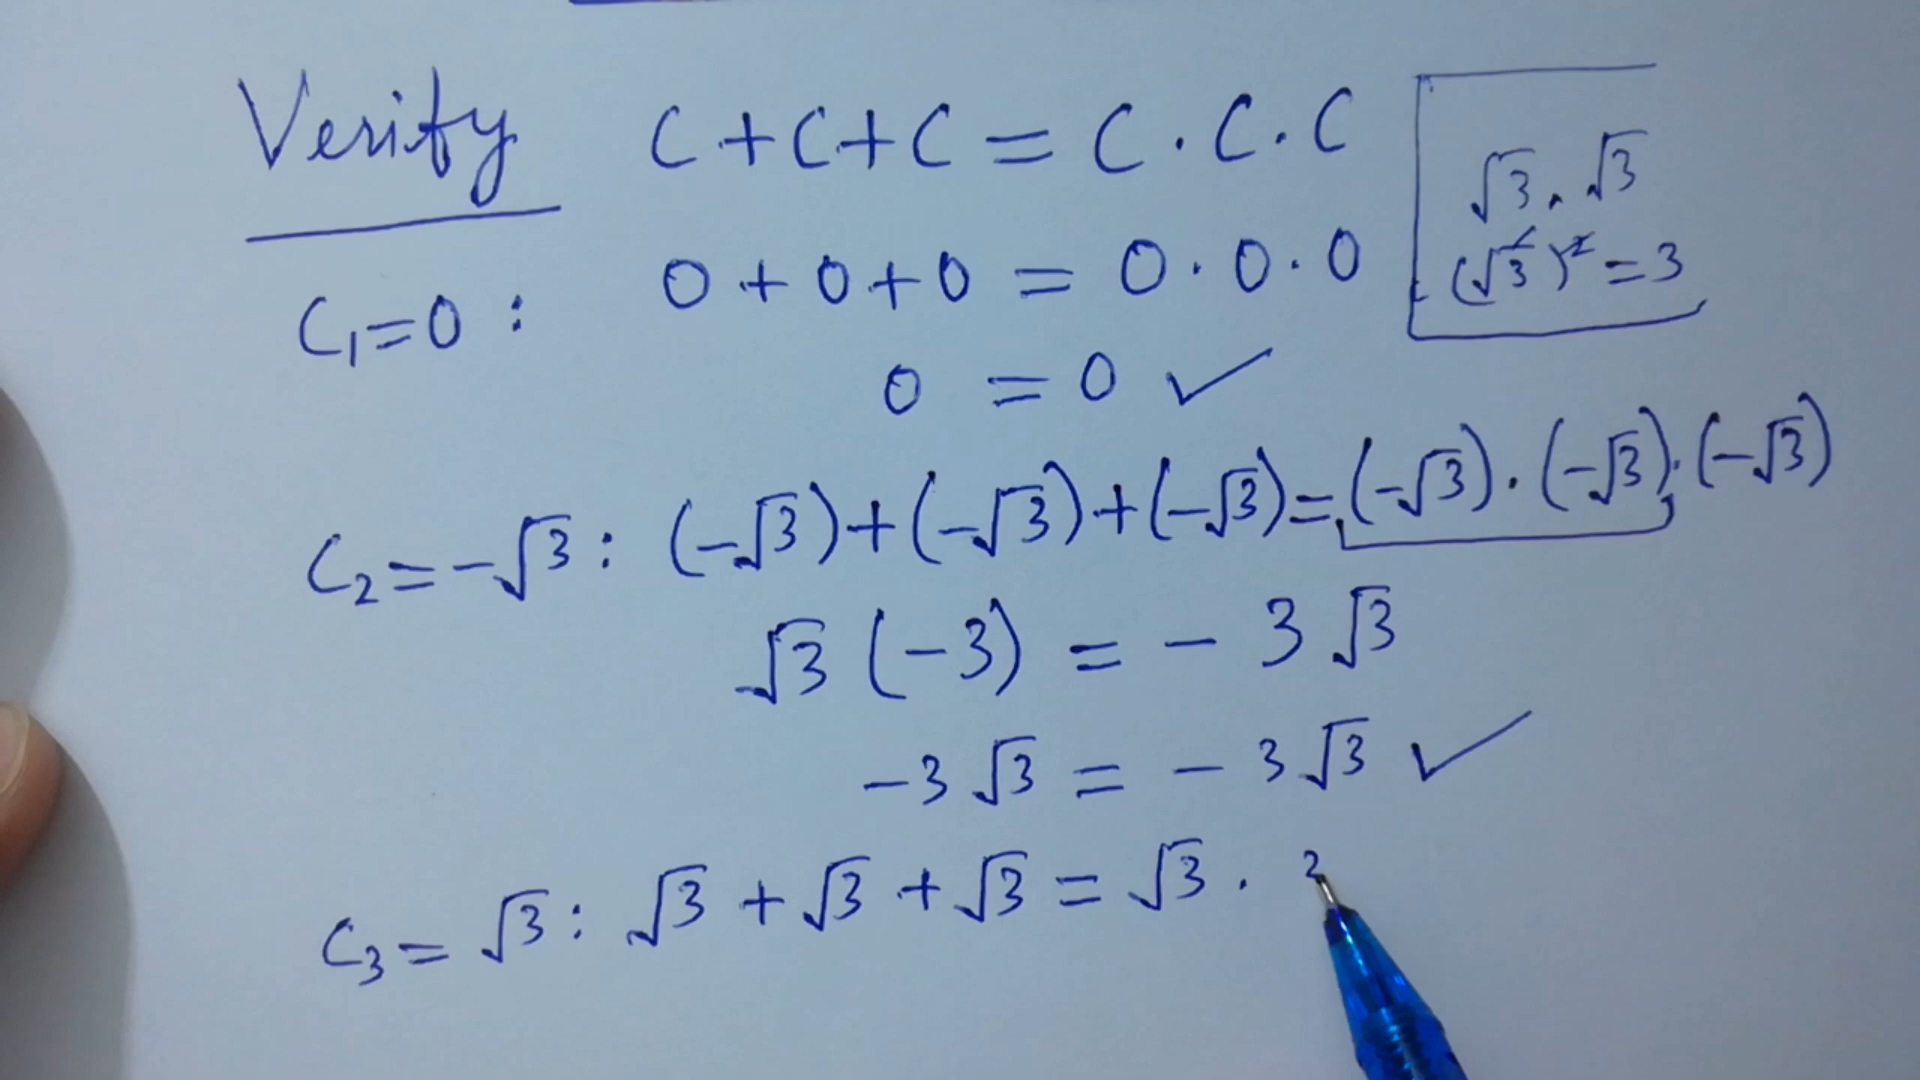 Verify C + C + C = C · C · C
√3 . √3
(√3)² = 3
C₁ = 0 : 0 + 0 + 0 = 0 · 0 · 0
0 = 0 ✓
C₂ = -√3 : (-√3) + (-√3) + (-√3) = (-√3) · (-√3) · (-√3)
√3 (-3) = - 3 √3
-3 √3 = - 3 √3 ✓
C₃ = √3 : √3 + √3 + √3 = √3 . 3